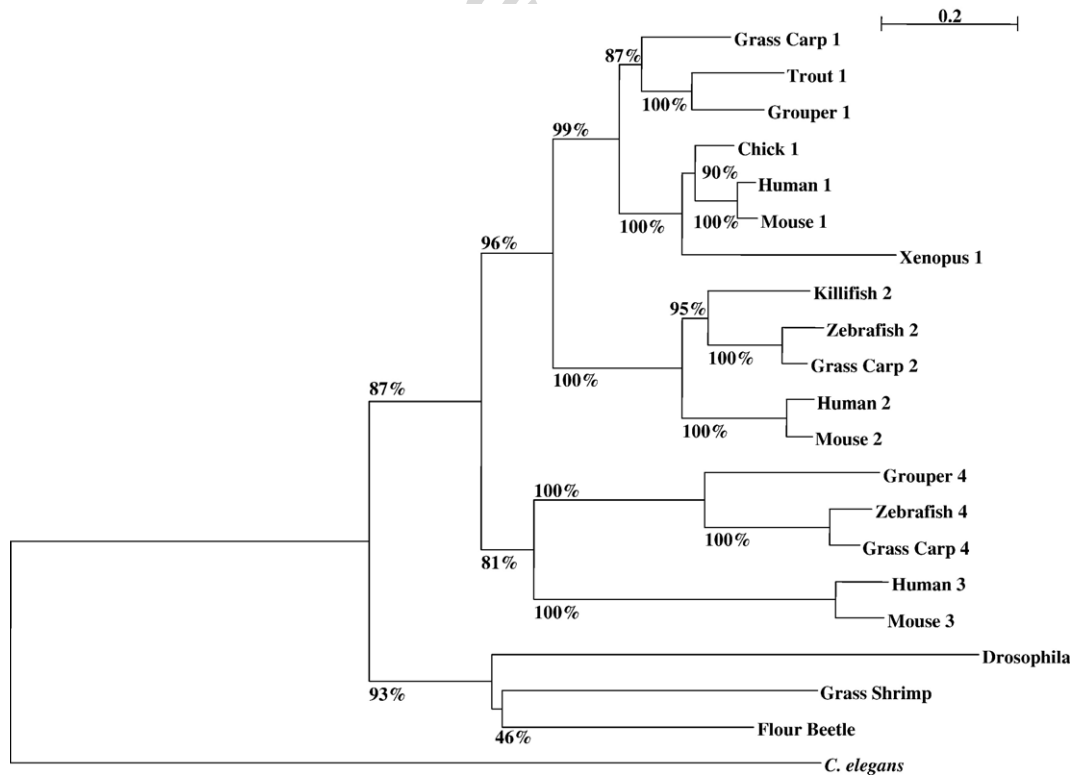 0.2
Grass Carp 1
87%
Trout 1
100%
Grouper 1
99%
Chick 1
90%
Human 1
100%
Mouse 1
100%
96%
Xenopus 1
Killifish 2
95%
Zebrafish 2
100%
Grass Carp 2
100%
87%
Human 2
100%
Mouse 2
Grouper 4
100%
Zebrafish 4
100%
Grass Carp 4
81%
Human 3
100%
Mouse 3
Drosophila
93%
Grass Shrimp
Flour Beetle
46%
C. elegans